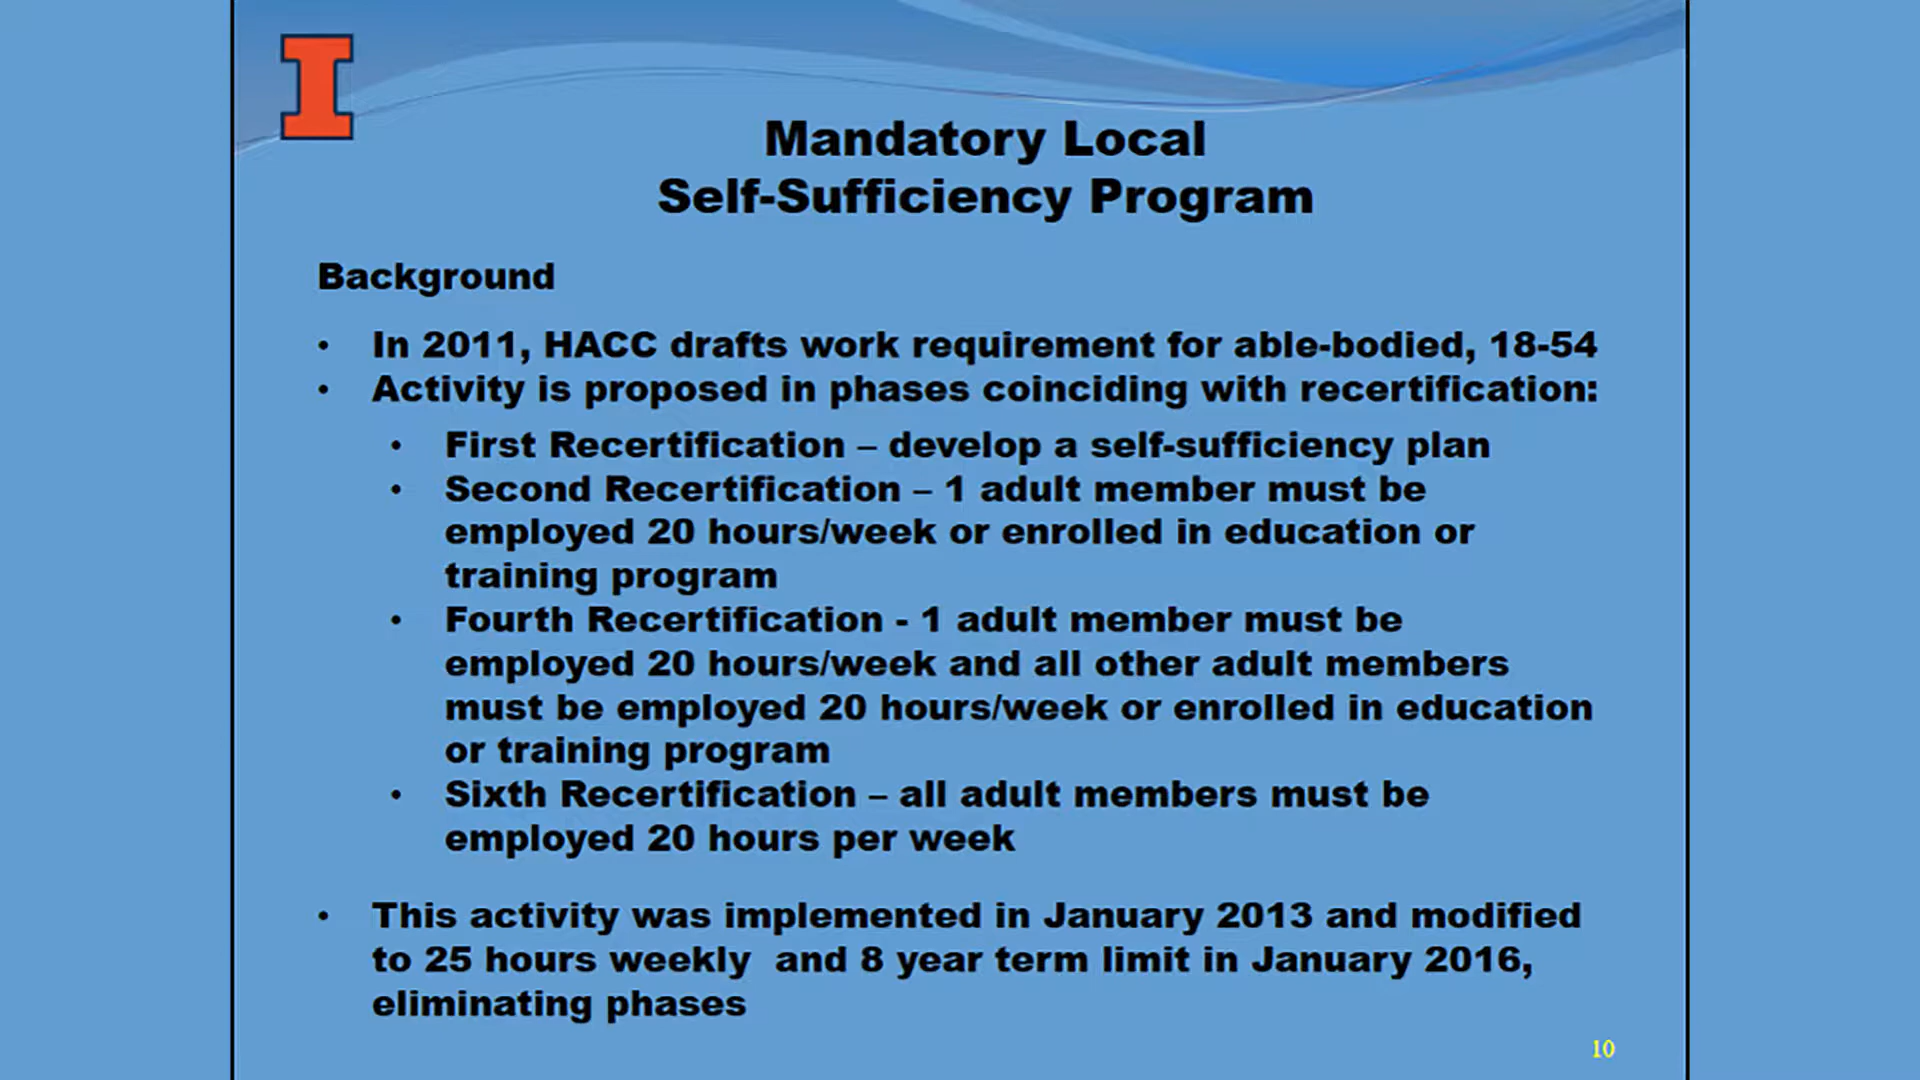 I
Mandatory Local
Self-Sufficiency Program
Background
• In 2011, HACC drafts work requirement for able-bodied, 18-54
• Activity is proposed in phases coinciding with recertification:
• First Recertification – develop a self-sufficiency plan
• Second Recertification – 1 adult member must be
employed 20 hours/week or enrolled in education or
training program
• Fourth Recertification - 1 adult member must be
employed 20 hours/week and all other adult members
must be employed 20 hours/week or enrolled in education
or training program
• Sixth Recertification – all adult members must be
employed 20 hours per week
• This activity was implemented in January 2013 and modified
to 25 hours weekly  and 8 year term limit in January 2016,
eliminating phases
10